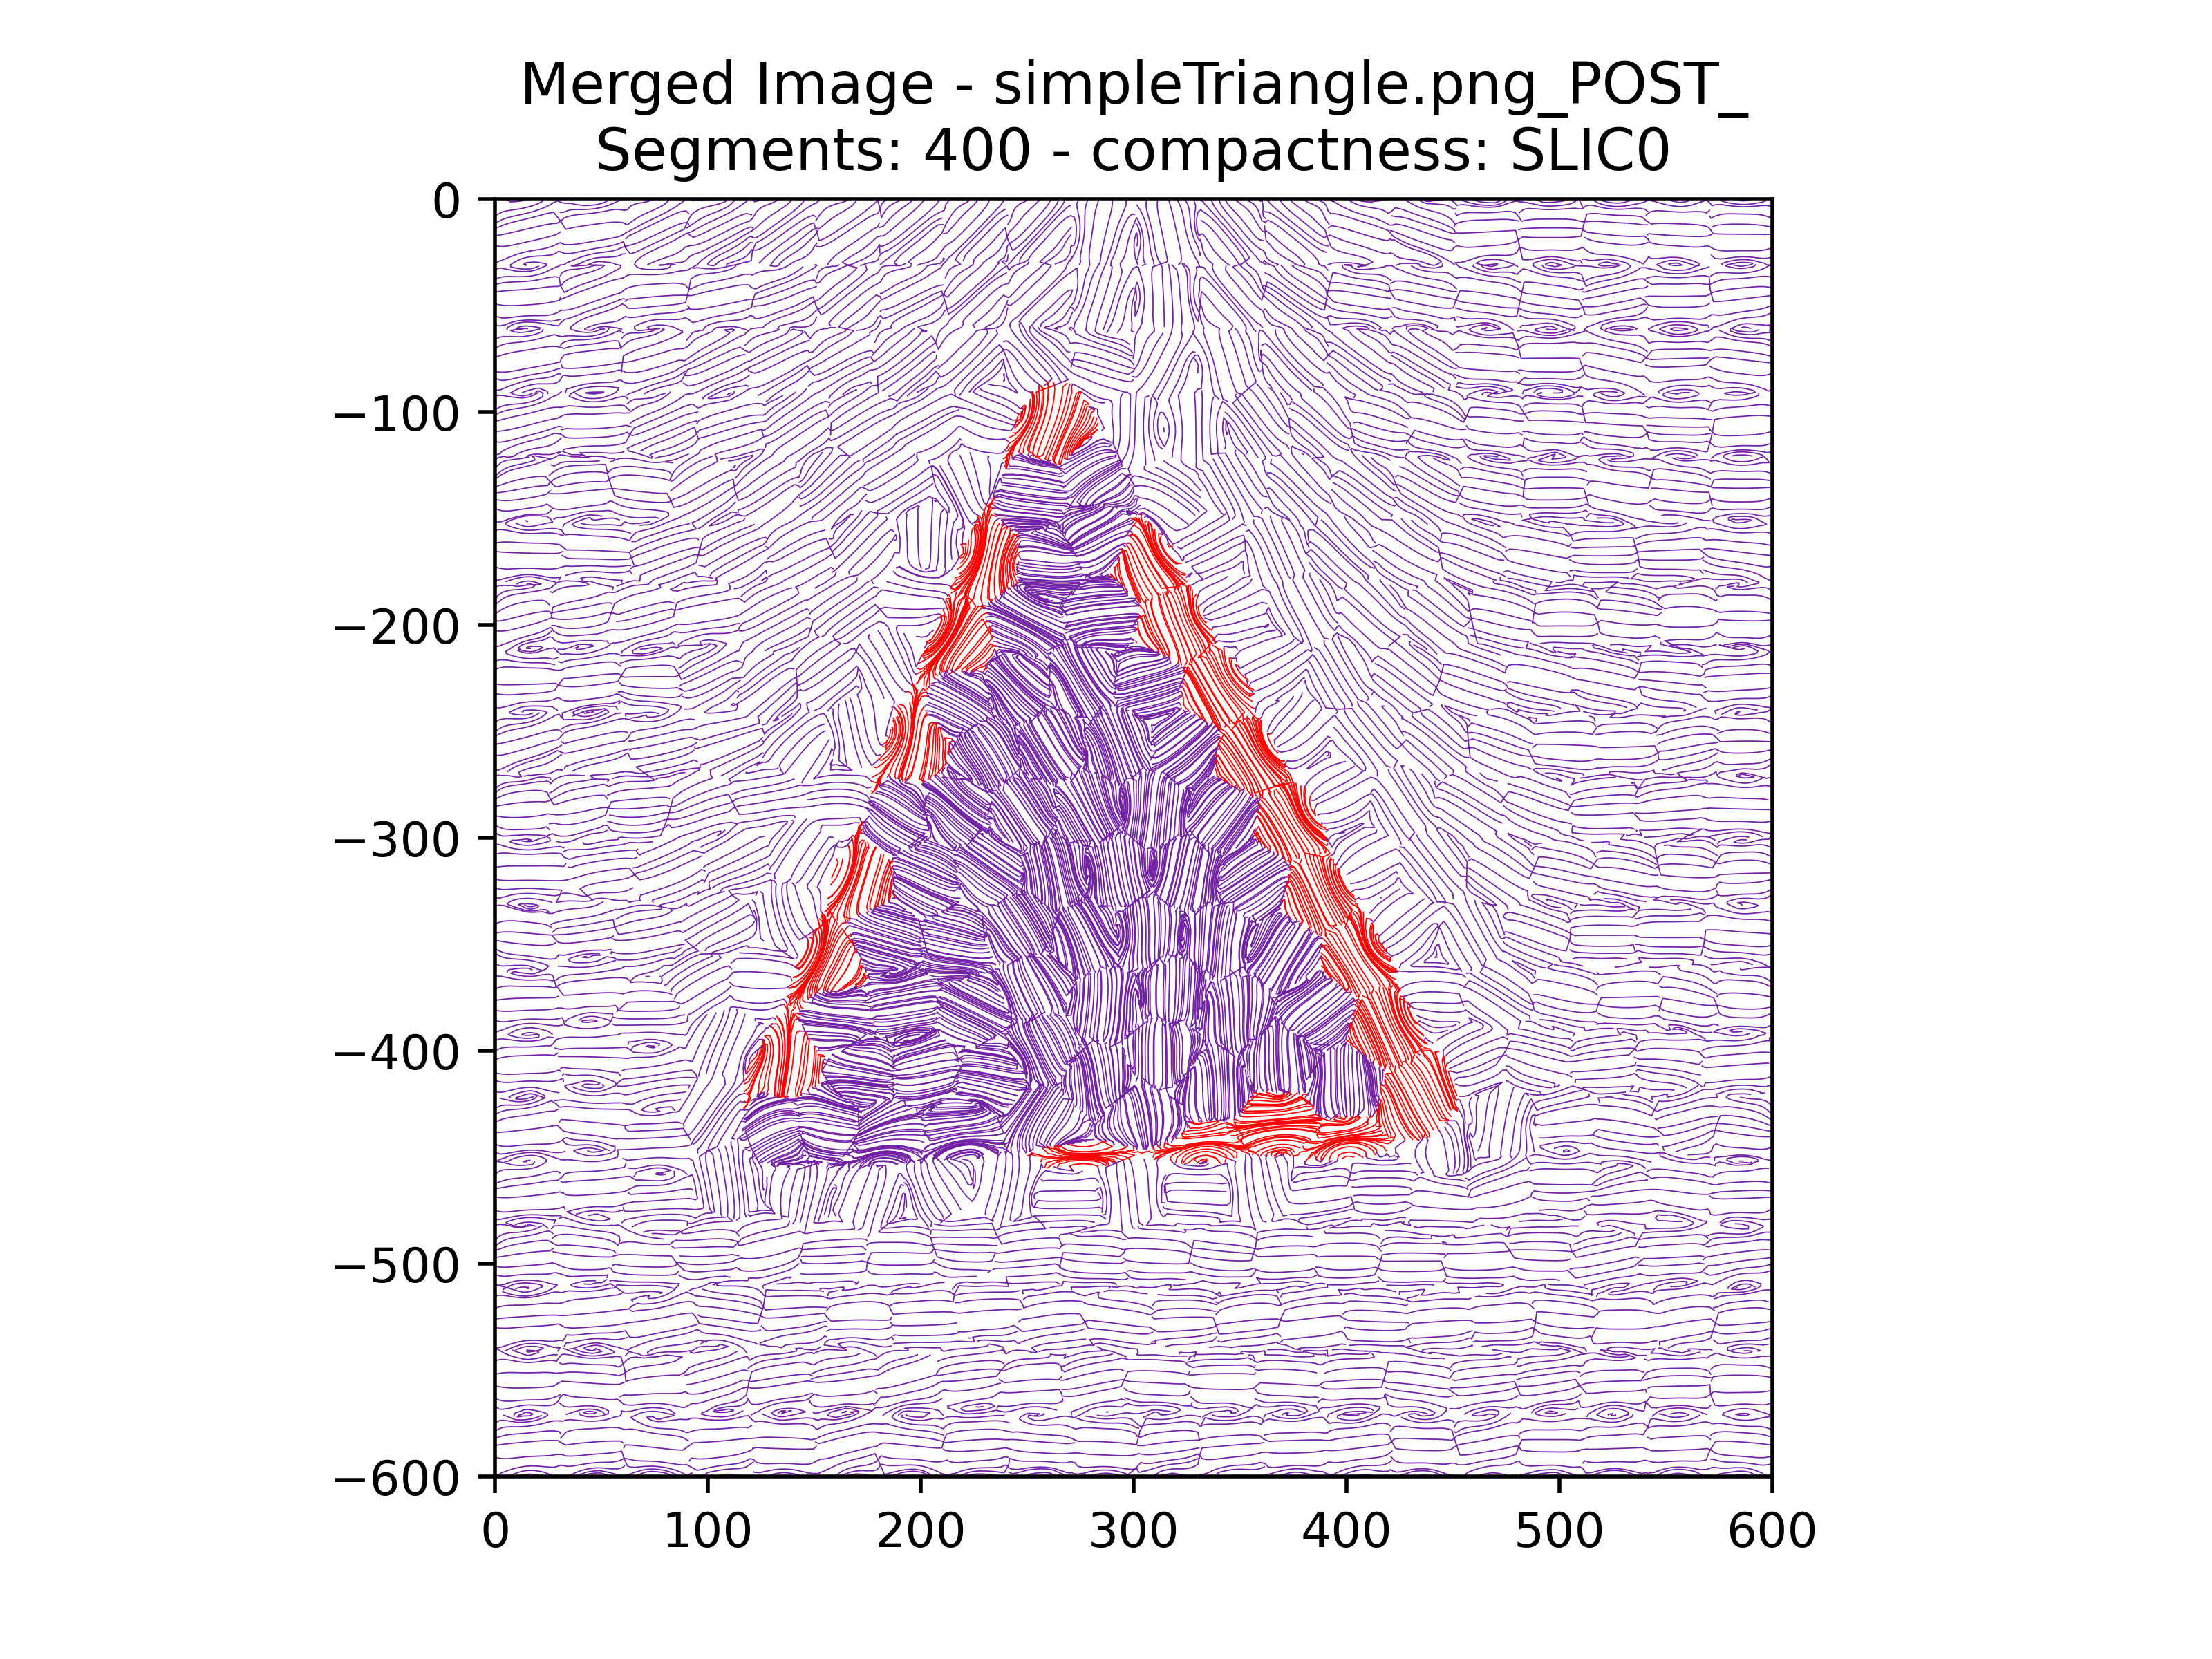 Merged Image - simpleTriangle.png_POST_
Segments: 400 - compactness: SLIC0
0
−100
−200
−300
−400
−500
−600
0 100 200 300 400 500 600